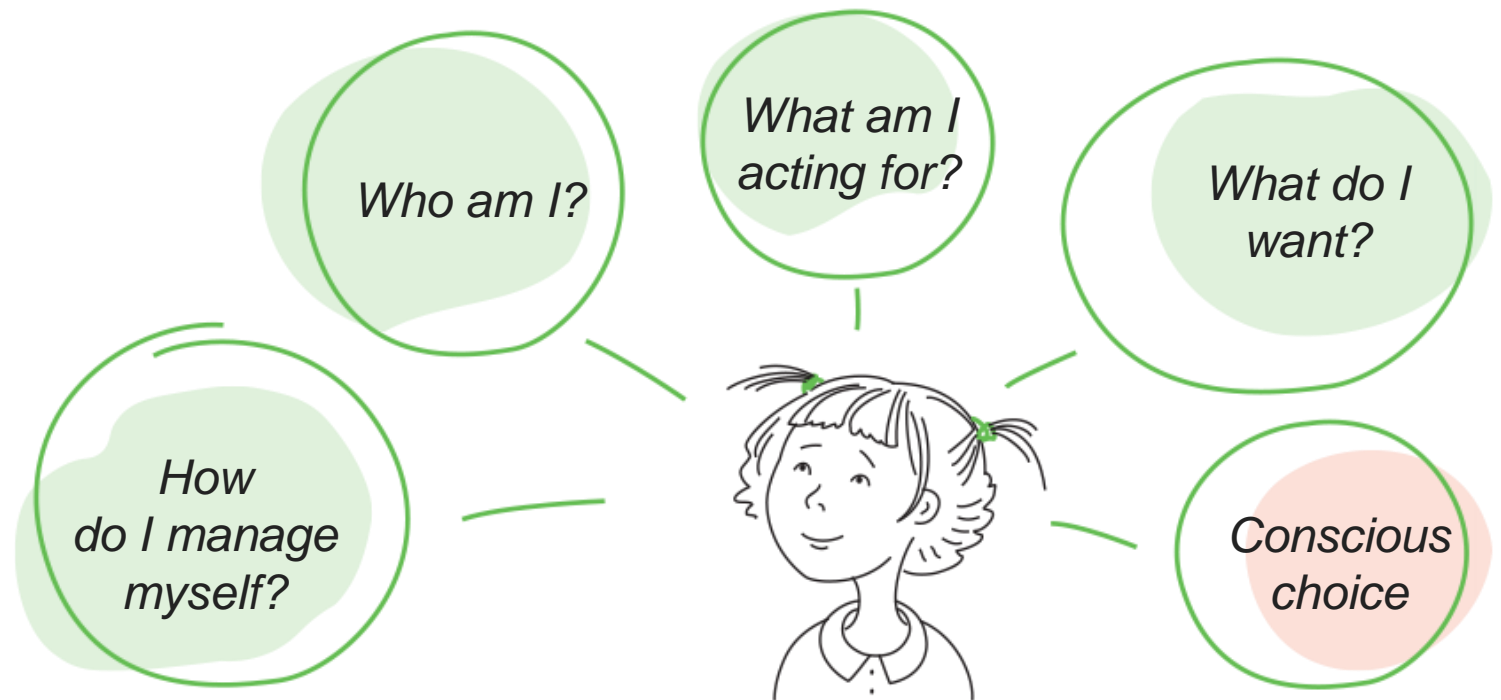 Who am I?
What am I
acting for?
What do I
want?
How
do I manage
myself?
Conscious
choice